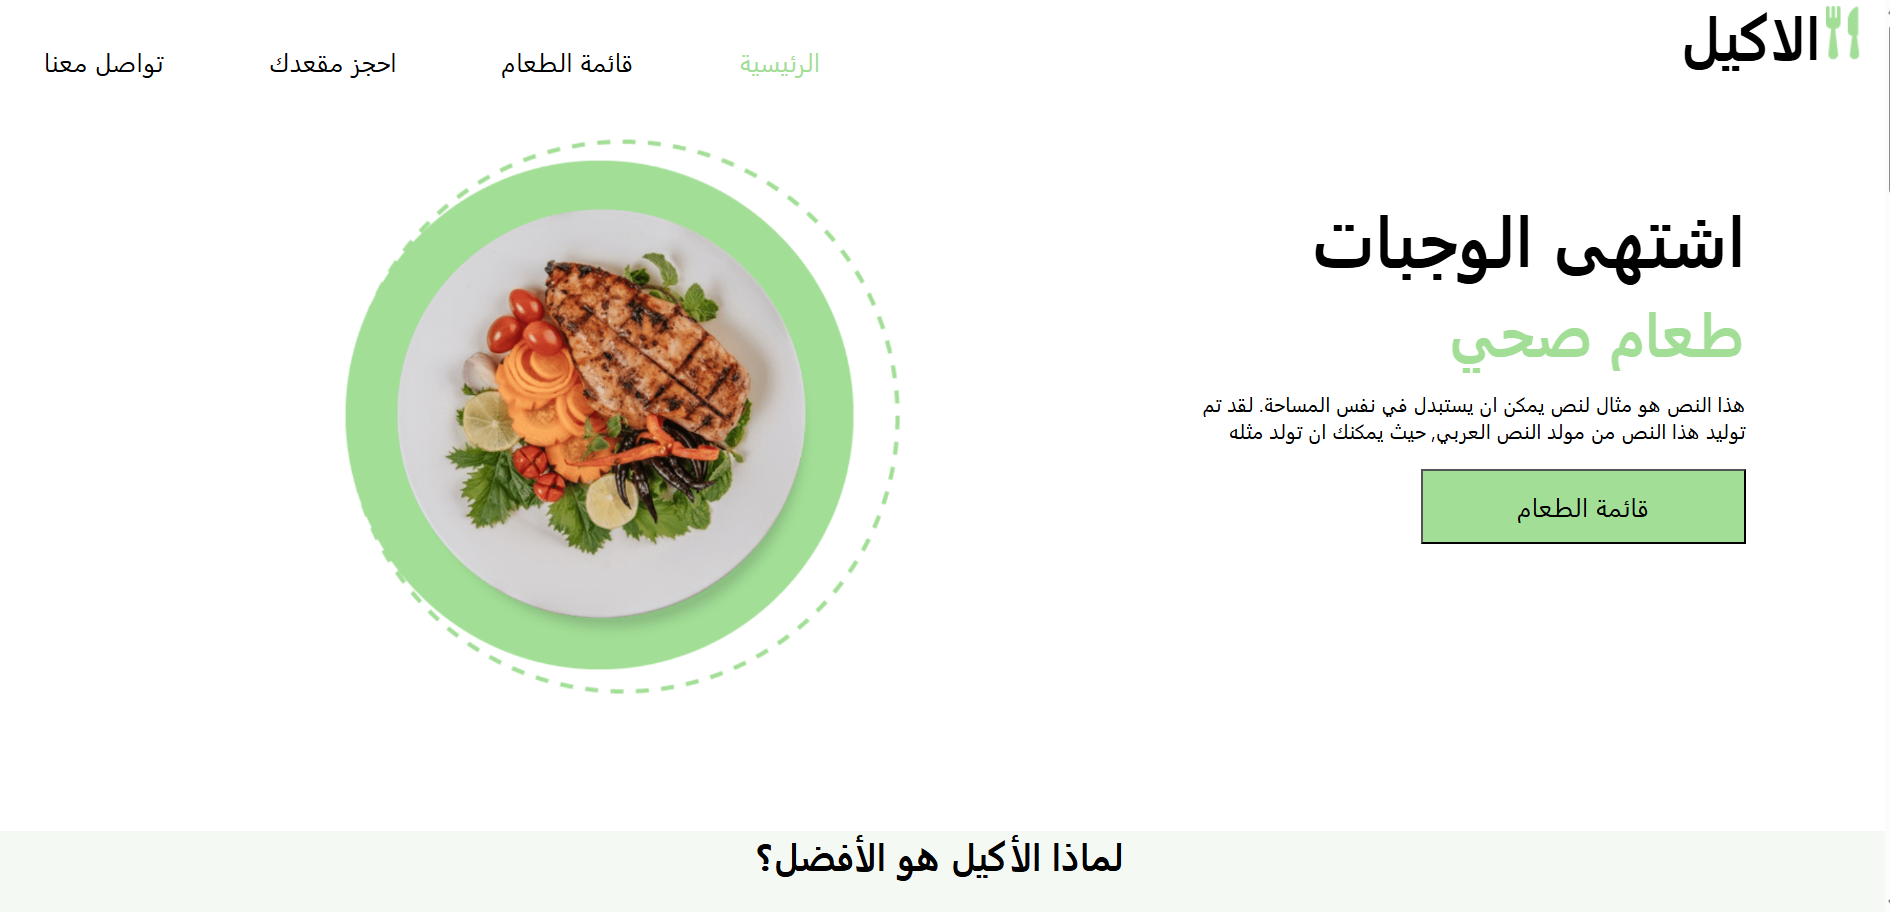 الاكيل
الرئيسية
قائمة الطعام
احجز مقعدك
تواصل معنا
اشتهى الوجبات
طعام صحي
هذا النص هو مثال لنص يمكن ان يستبدل في نفس المساحة. لقد تم
توليد هذا النص من مولد النص العربي, حيث يمكنك ان تولد مثله
قائمة الطعام
لماذا الأكيل هو الأفضل؟